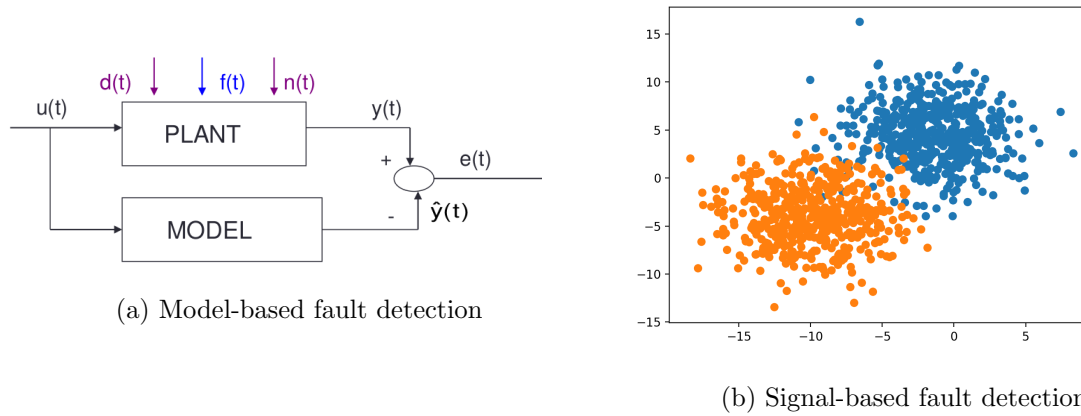 d(t) f(t) n(t)
u(t) PLANT y(t)
+ e(t)
- ŷ(t)
MODEL
(a) Model-based fault detection
15
10
5
0
−5
−10
−15
−15 −10 −5 0 5
(b) Signal-based fault detection